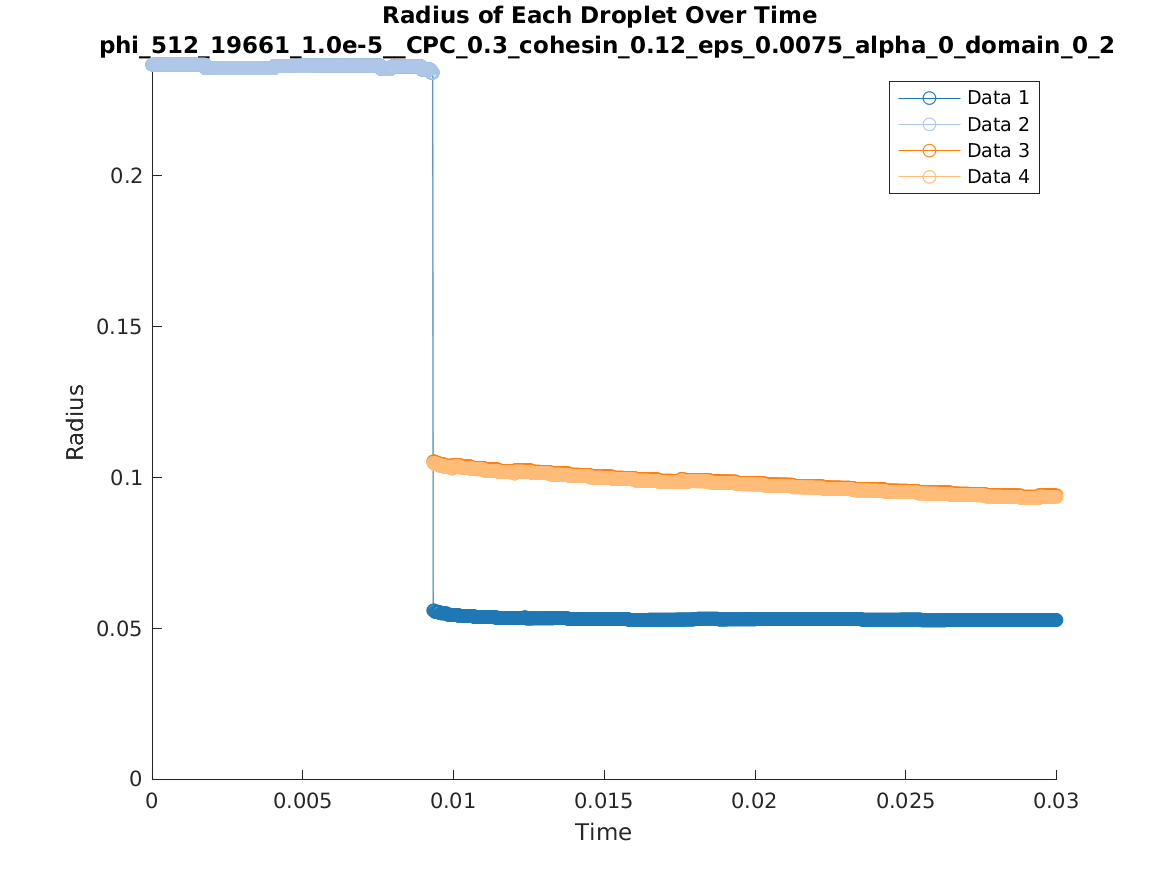 Radius of Each Droplet Over Time
phi_512_19661_1.0e-5__CPC_0.3_cohesin_0.12_eps_0.0075_alpha_0_domain_0_2
Data 1
Data 2
Data 3
Data 4
0.2
0.15
0.1
0.05
0
Radius
0
0.005
0.01
0.015
0.02
0.025
0.03
Time